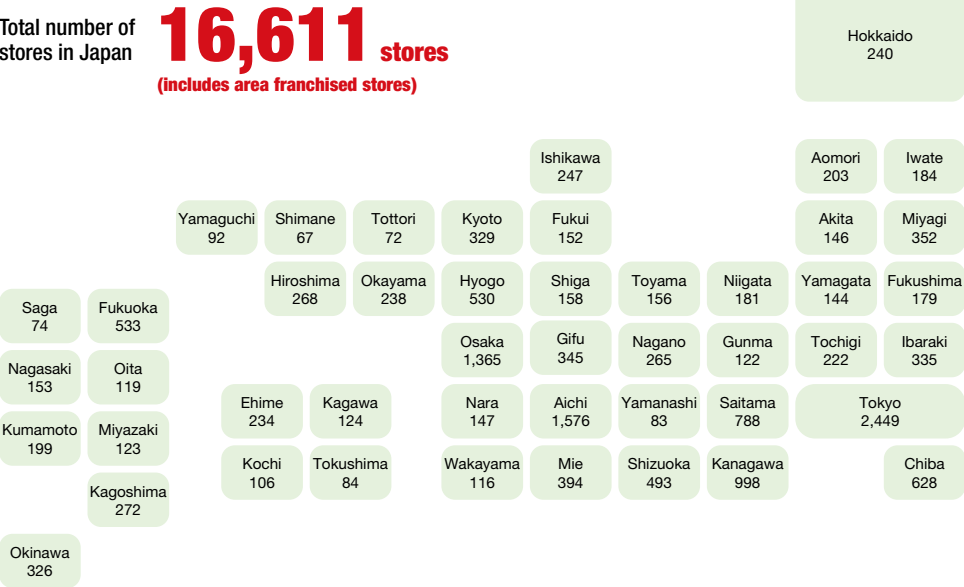 Total number of
stores in Japan
16,611 stores
(includes area franchised stores)
Hokkaido
240
Ishikawa
247
Aomori
203
Iwate
184
Yamaguchi
92
Shimane
67
Tottori
72
Kyoto
329
Fukui
152
Akita
146
Miyagi
352
Hiroshima
268
Okayama
238
Hyogo
530
Shiga
158
Toyama
156
Niigata
181
Yamagata
144
Fukushima
179
Saga
74
Fukuoka
533
Osaka
1,365
Gifu
345
Nagano
265
Gunma
122
Tochigi
222
Ibaraki
335
Nagasaki
153
Oita
119
Ehime
234
Kagawa
124
Nara
147
Aichi
1,576
Yamanashi
83
Saitama
788
Tokyo
2,449
Kumamoto
199
Miyazaki
123
Kochi
106
Tokushima
84
Wakayama
116
Mie
394
Shizuoka
493
Kanagawa
998
Chiba
628
Kagoshima
272
Okinawa
326